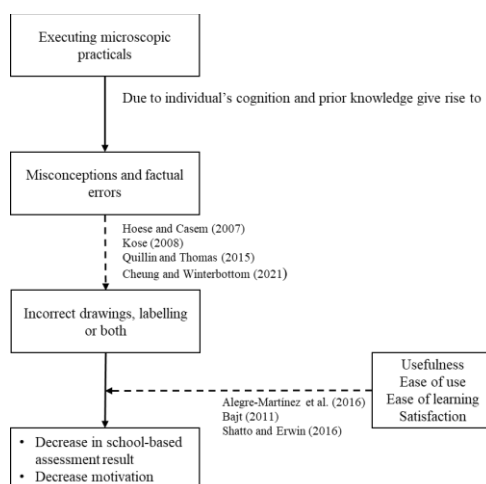 Executing microscopic
practicals
Due to individual's cognition and prior knowledge give rise to
Misconceptions and factual
errors
Hoese and Casem (2007)
Kose (2008)
Quillin and Thomas (2015)
Cheung and Winterbottom (2021)
Incorrect drawings, labelling
or both
Usefulness
Ease of use
Ease of learning
Satisfaction
Alegre-Martínez et al. (2016)
Bajt (2011)
Shatto and Erwin (2016)
• Decrease in school-based
assessment result
• Decrease motivation